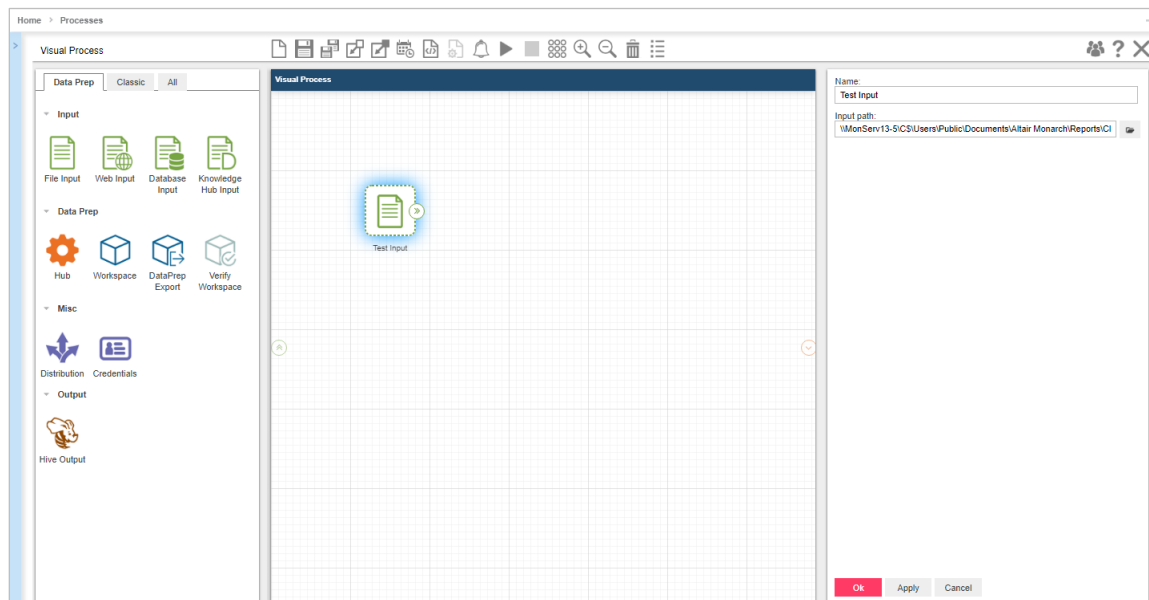 Home > Processes
Visual Process
Data Prep Classic All
Input
File Input Web Input Database Input Knowledge Hub Input
Data Prep
Hub Workspace DataPrep Export Verify Workspace
Misc
Distribution Credentials
Output
Hive Output
Visual Process
Test Input
Name:
Test Input
Input path:
\\MonServ13-5\C$\Users\Public\Documents\Altair Monarch\Reports\Cl
Ok Apply Cancel